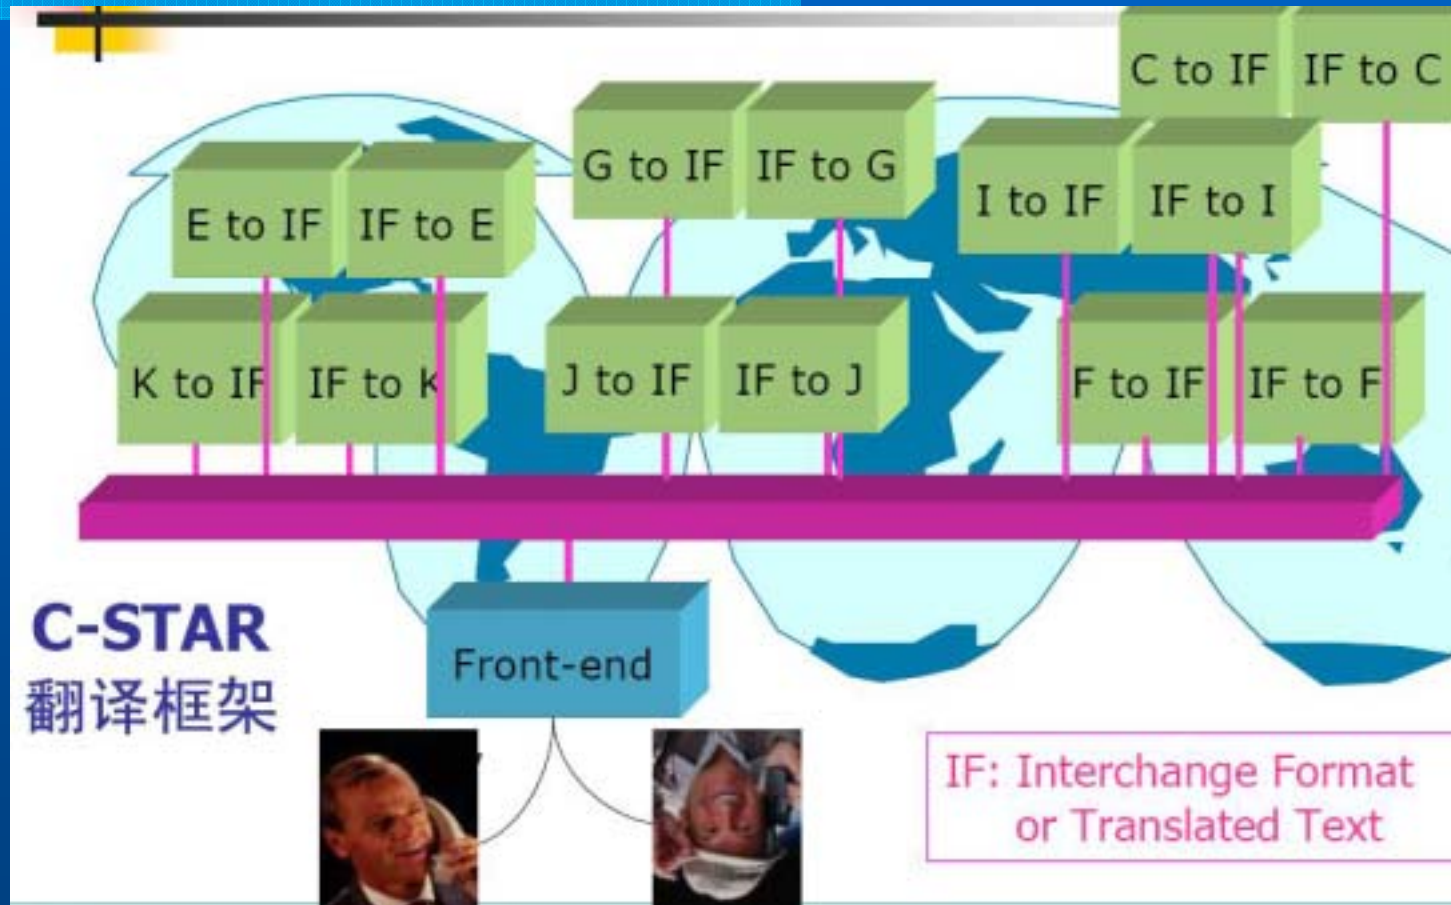 C to IF IF to C
G to IF IF to G
E to IF IF to E
I to IF IF to I
K to IF IF to K
J to IF IF to J
F to IF IF to F
C-STAR
翻译框架
Front-end
IF: Interchange Format
or Translated Text